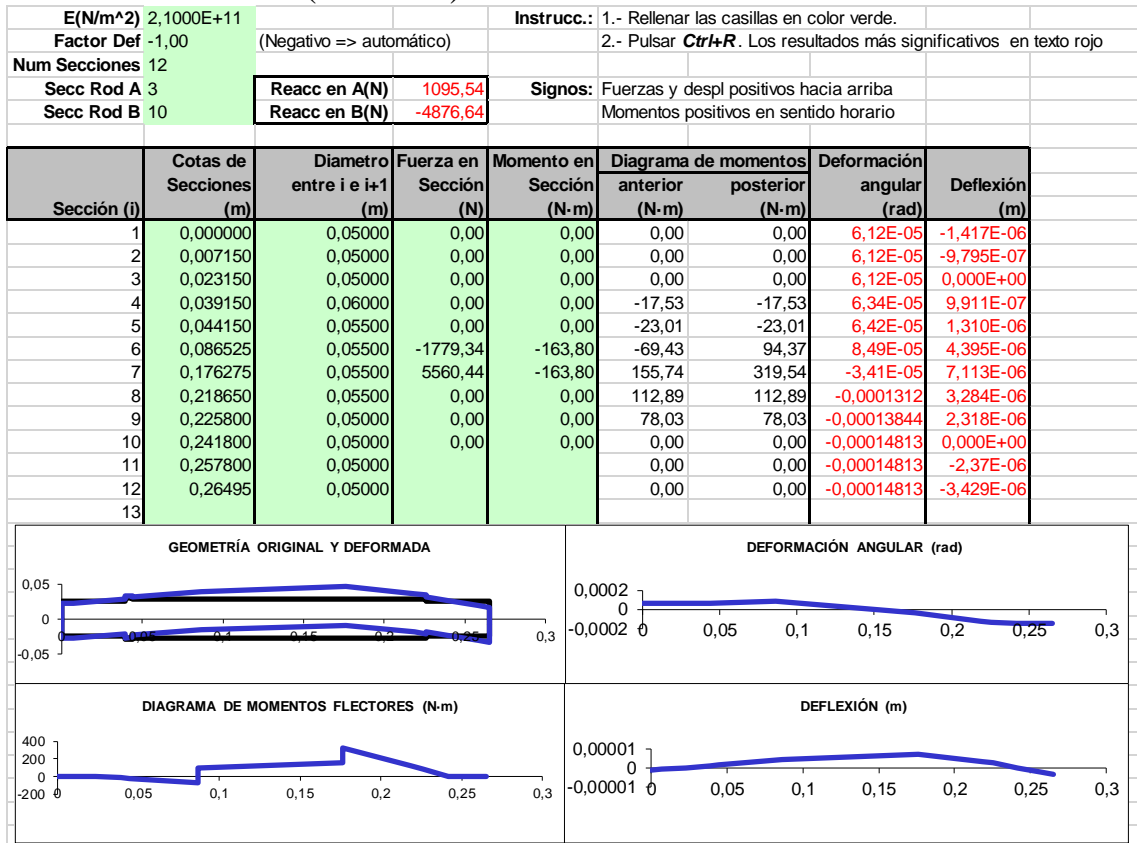 E(N/m^2) 2,1000E+11 Instrucc.: 1.- Rellenar las casillas en color verde.
Factor Def -1,00 (Negativo => automático) 2.- Pulsar Ctrl+R. Los resultados más significativos en texto rojo
Num Secciones 12
Secc Rod A 3 Reacc en A(N) 1095,54 Signos: Fuerzas y despl positivos hacia arriba
Secc Rod B 10 Reacc en B(N) -4876,64 Momentos positivos en sentido horario
Cotas de Diametro Fuerza en Momento en Diagrama de momentos Deformación
Secciones entre i e i+1 Sección Sección anterior posterior angular Deflexión
Sección (i) (m) (m) (N) (N·m) (N·m) (N·m) (rad) (m)
1 0,000000 0,05000 0,00 0,00 0,00 0,00 6,12E-05 -1,417E-06
2 0,007150 0,05000 0,00 0,00 0,00 0,00 6,12E-05 -9,795E-07
3 0,023150 0,05000 0,00 0,00 0,00 0,00 6,12E-05 0,000E+00
4 0,039150 0,06000 0,00 0,00 -17,53 -17,53 6,34E-05 9,911E-07
5 0,044150 0,05500 0,00 0,00 -23,01 -23,01 6,42E-05 1,310E-06
6 0,086525 0,05500 -1779,34 -163,80 -69,43 94,37 8,49E-05 4,395E-06
7 0,176275 0,05500 5560,44 -163,80 155,74 319,54 -3,41E-05 7,113E-06
8 0,218650 0,05500 0,00 0,00 112,89 112,89 -0,0001312 3,284E-06
9 0,225800 0,05000 0,00 0,00 78,03 78,03 -0,00013844 2,318E-06
10 0,241800 0,05000 0,00 0,00 0,00 0,00 -0,00014813 0,000E+00
11 0,257800 0,05000 0,00 0,00 -0,00014813 -2,37E-06
12 0,26495 0,05000 0,00 0,00 -0,00014813 -3,429E-06
13
GEOMETRÍA ORIGINAL Y DEFORMADA
0,05
0
-0,05
0 0,05 0,1 0,15 0,2 0,25 0,3
DEFORMACIÓN ANGULAR (rad)
0,0002
0
-0,0002
0 0,05 0,1 0,15 0,2 0,25 0,3
DIAGRAMA DE MOMENTOS FLECTORES (N·m)
400
200
0
-200
0 0,05 0,1 0,15 0,2 0,25 0,3
DEFLEXIÓN (m)
0,00001
0
-0,00001
0 0,05 0,1 0,15 0,2 0,25 0,3